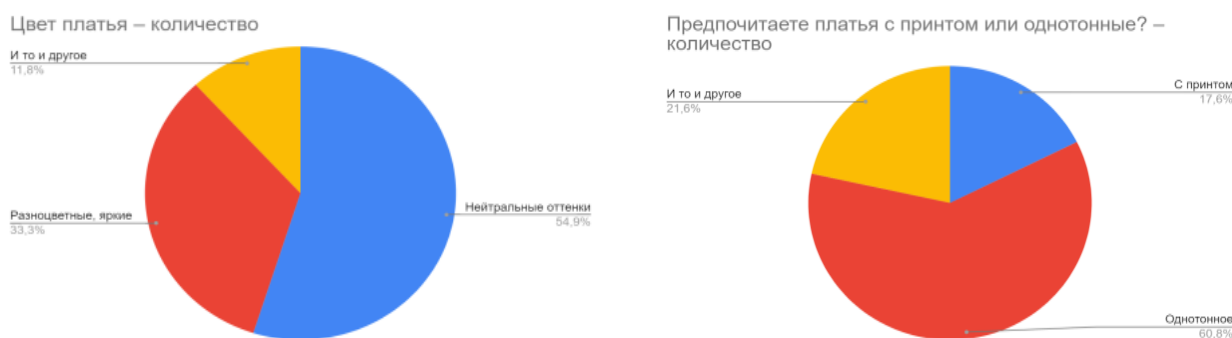 Цвет платья – количество
И то и другое
11,8%
Разноцветные, яркие
33,3%
Нейтральные оттенки
54,9%
Предпочитаете платья с принтом или однотонные? –
количество
И то и другое
21,6%
С принтом
17,6%
Однотонное
60,8%